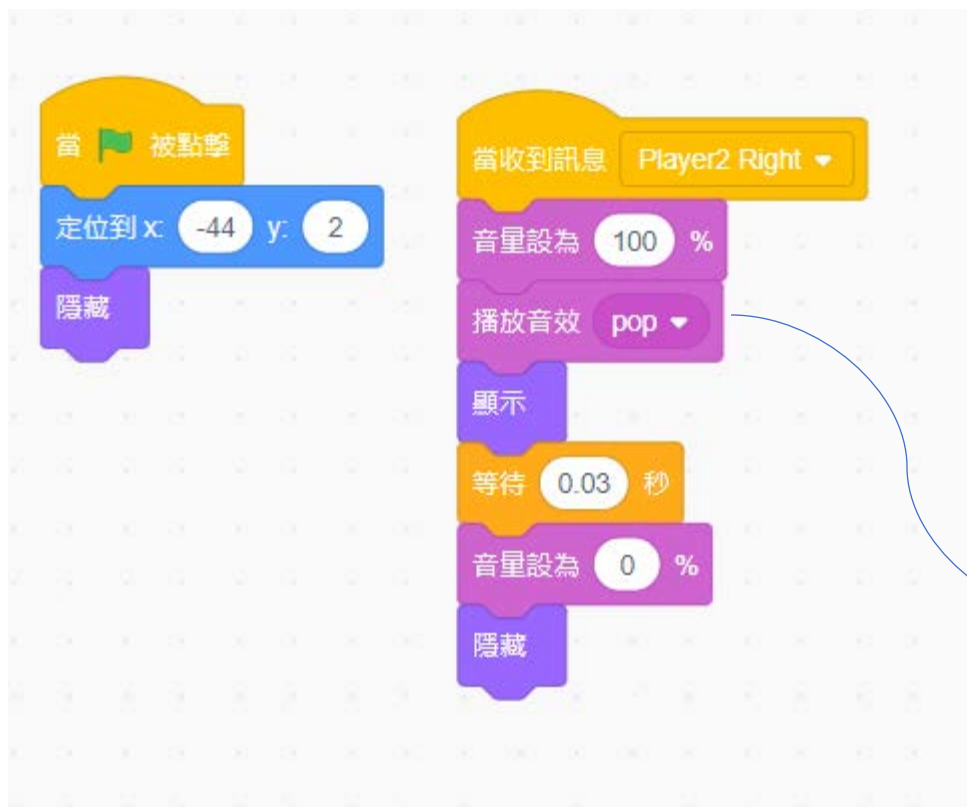 當 被點擊
定位到 x: -44 y: 2
隱藏
當收到訊息 Player2 Right
音量設為 100 %
播放音效 pop
顯示
等待 0.03 秒
音量設為 0 %
隱藏